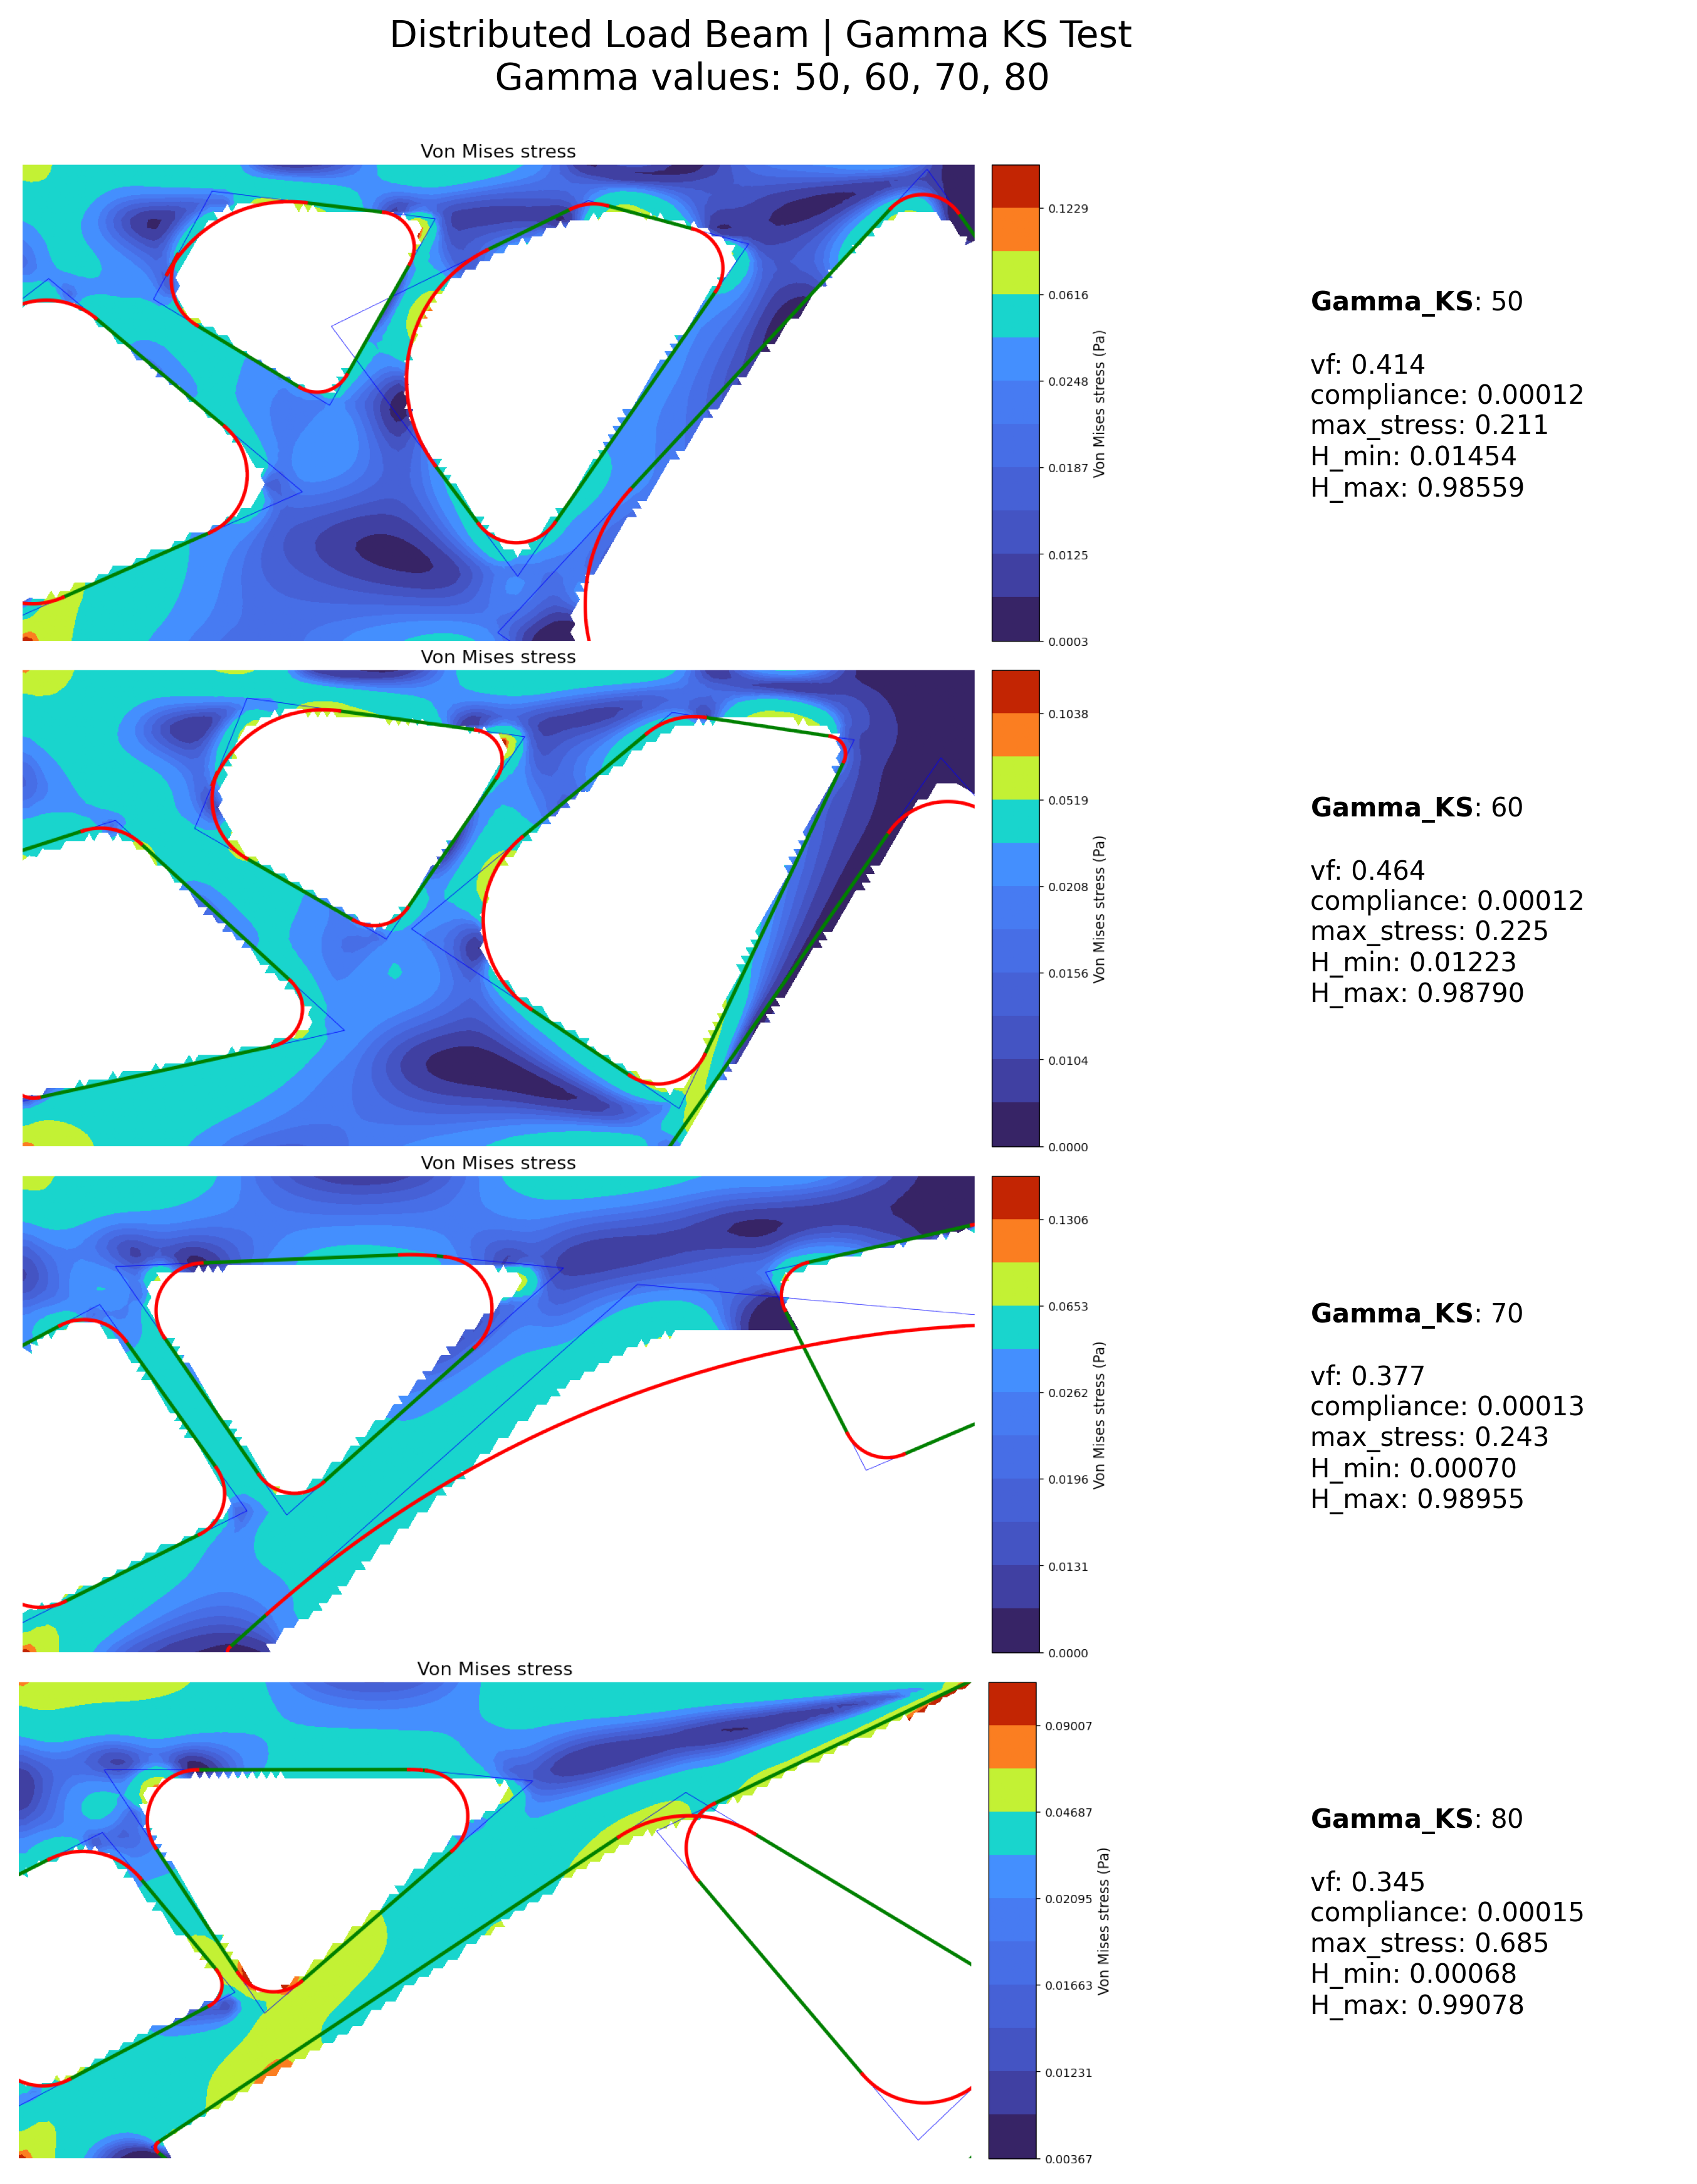 Distributed Load Beam | Gamma KS Test
Gamma values: 50, 60, 70, 80
Von Mises stress
0.1229
0.0616
0.0248
0.0187
0.0125
0.0003
Von Mises stress (Pa)
Gamma_KS: 50
vf: 0.414
compliance: 0.00012
max_stress: 0.211
H_min: 0.01454
H_max: 0.98559
Von Mises stress
0.1038
0.0519
0.0208
0.0156
0.0104
0.0000
Von Mises stress (Pa)
Gamma_KS: 60
vf: 0.464
compliance: 0.00012
max_stress: 0.225
H_min: 0.01223
H_max: 0.98790
Von Mises stress
0.1306
0.0653
0.0262
0.0196
0.0131
0.0000
Von Mises stress (Pa)
Gamma_KS: 70
vf: 0.377
compliance: 0.00013
max_stress: 0.243
H_min: 0.00070
H_max: 0.98955
Von Mises stress
0.09007
0.04687
0.02095
0.01663
0.01231
0.00367
Von Mises stress (Pa)
Gamma_KS: 80
vf: 0.345
compliance: 0.00015
max_stress: 0.685
H_min: 0.00068
H_max: 0.99078